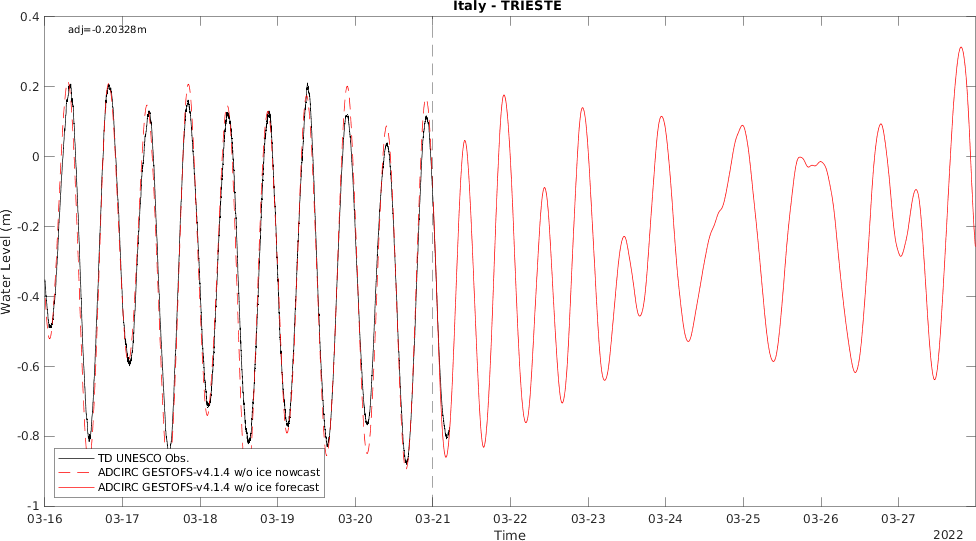 Italy - TRIESTE
adj=-0.20328m
0.4
0.2
0
-0.2
-0.4
-0.6
-0.8
-1
Water Level (m)
TD UNESCO Obs.
ADCIRC GESTOFS-v4.1.4 w/o ice nowcast
ADCIRC GESTOFS-v4.1.4 w/o ice forecast
03-16 03-17 03-18 03-19 03-20 03-21 03-22 03-23 03-24 03-25 03-26 03-27
Time
2022